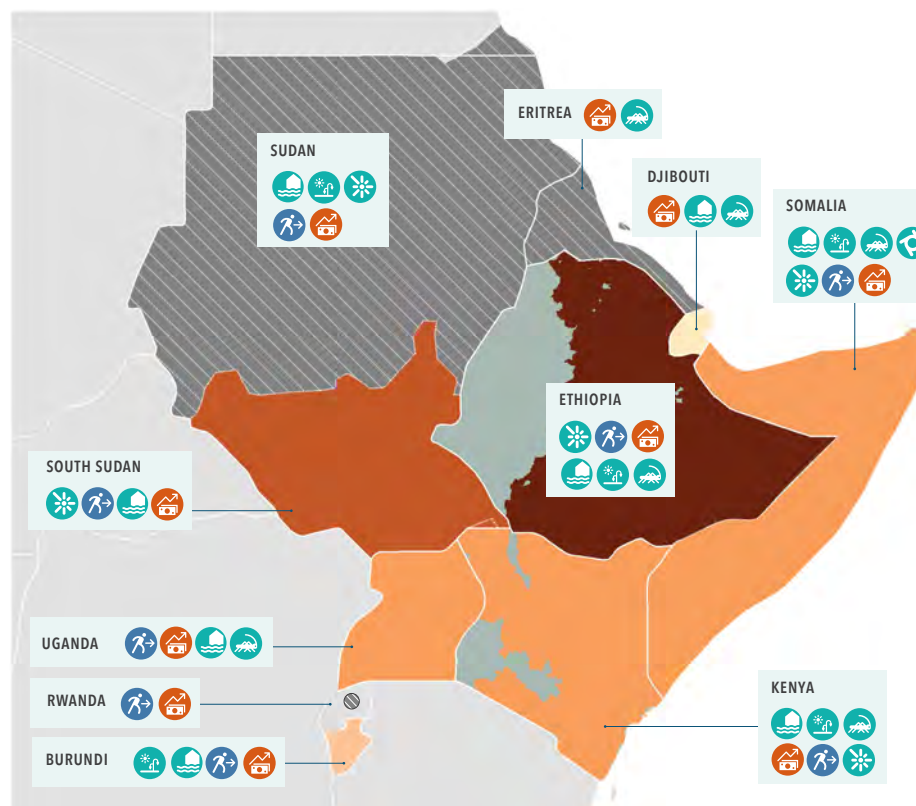 ERITREA
SUDAN
DJIBOUTI
SOMALIA
ETHIOPIA
SOUTH SUDAN
UGANDA
RWANDA
KENYA
BURUNDI